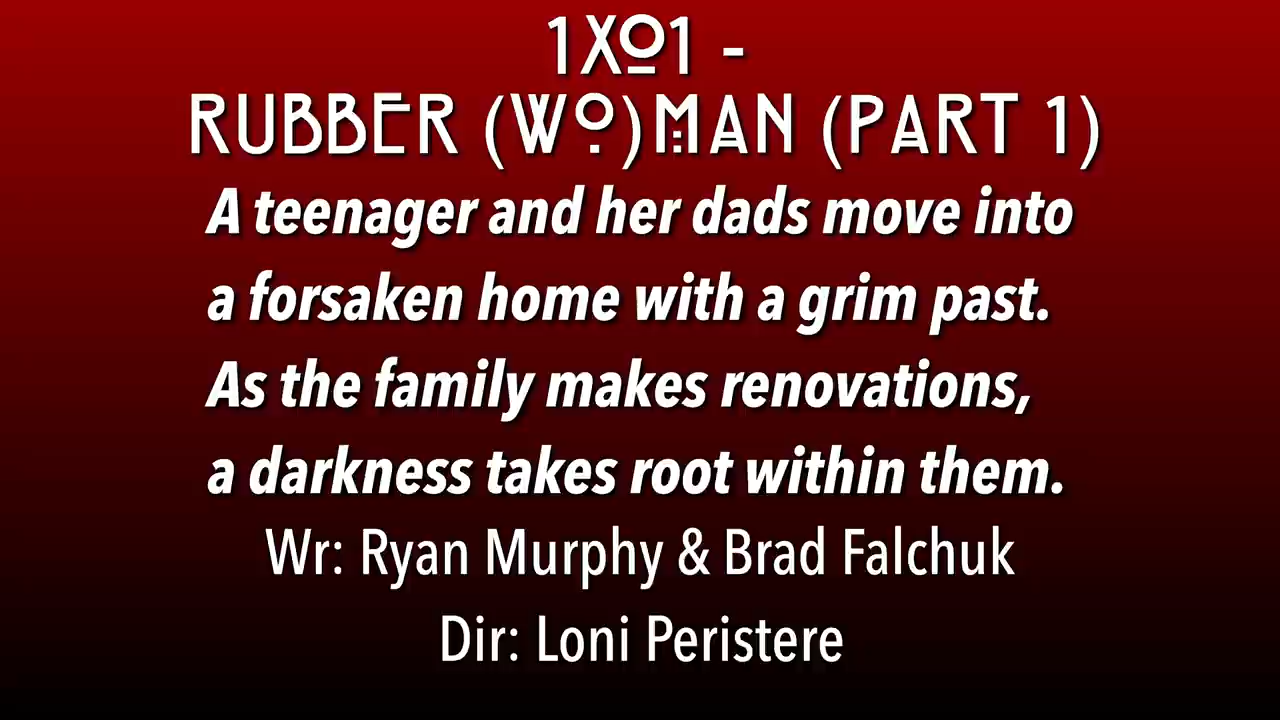 1X01 -
RUBBER (WO)MAN (PART 1)
A teenager and her dads move into
a forsaken home with a grim past.
As the family makes renovations,
a darkness takes root within them.
Wr: Ryan Murphy & Brad Falchuk
Dir: Loni Peristere